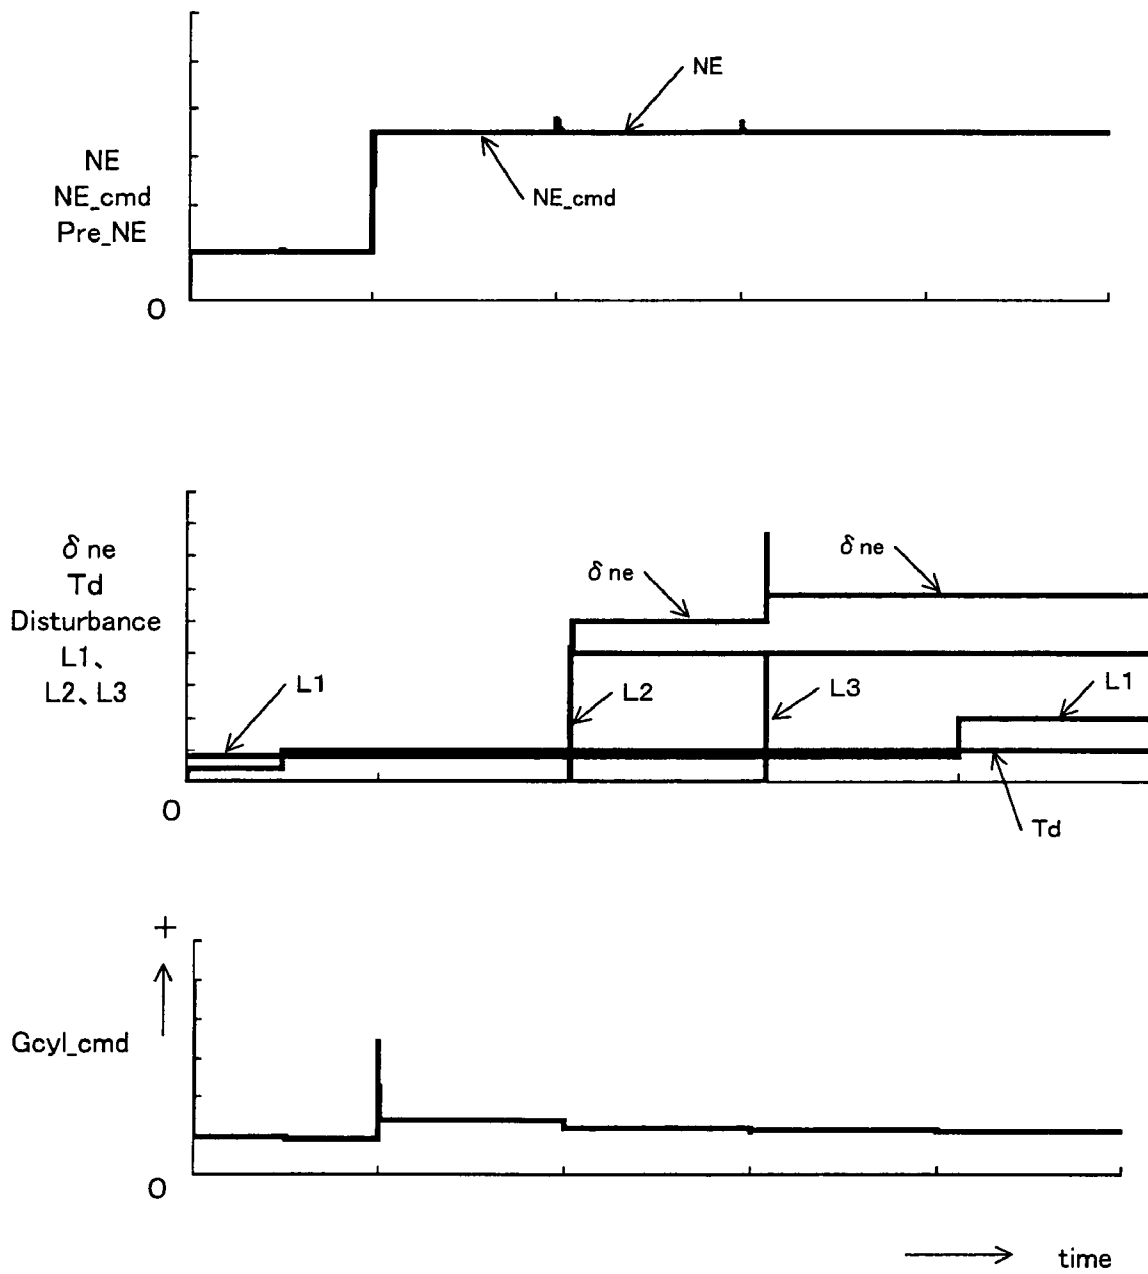 NE
NE
NE_cmd
Pre_NE
NE_cmd
O
δ ne
δ ne
Td
Disturbance
L1、
L2、L3
δ ne
L1
L2
L3
L1
O
Td
+
Gcyl_cmd
O
time